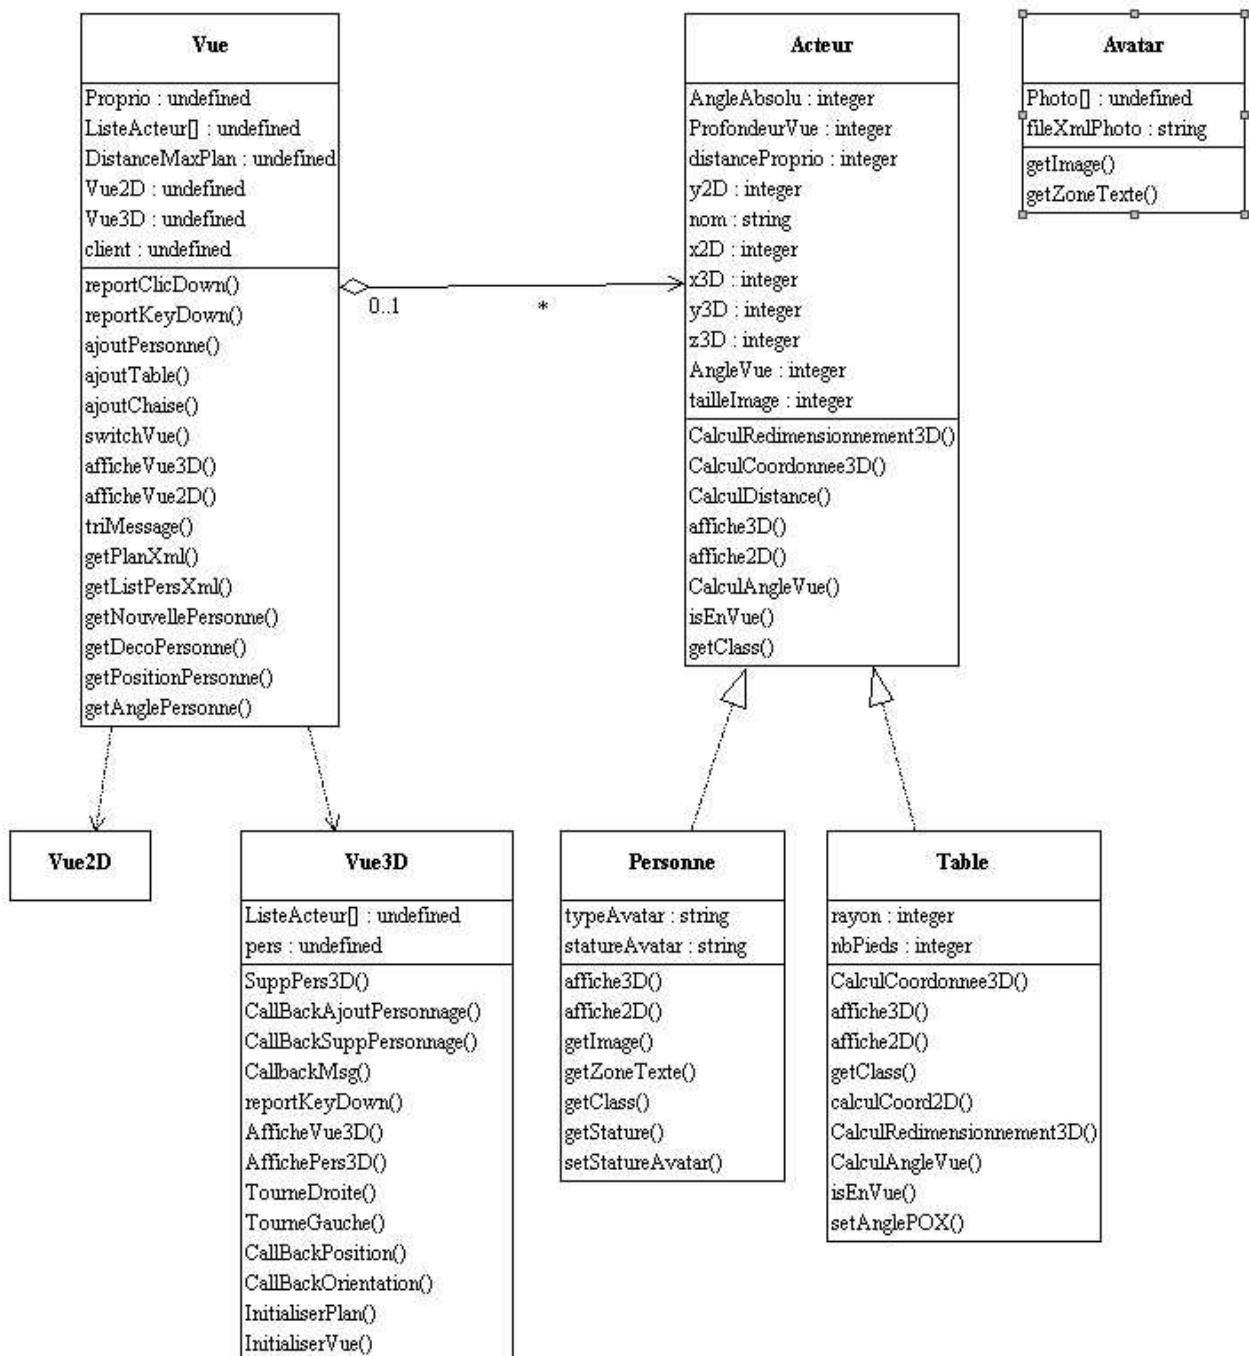 Vue
Proprio : undefined
ListeActeur[] : undefined
DistanceMaxPlan : undefined
Vue2D : undefined
Vue3D : undefined
client : undefined
reportClicDown()
reportKeyDown()
ajoutPersonne()
ajoutTable()
ajoutChaise()
switchVue()
afficheVue3D()
afficheVue2D()
triMessage()
getPlanXml()
getListPersXml()
getNouvellePersonne()
getDecoPersonne()
getPositionPersonne()
getAnglePersonne()
0..1
*
Acteur
AngleAbsolu : integer
ProfondeurVue : integer
distanceProprio : integer
y2D : integer
nom : string
x2D : integer
x3D : integer
y3D : integer
z3D : integer
AngleVue : integer
tailleImage : integer
CalculRedimensionnement3D()
CalculCoordonnee3D()
CalculDistance()
affiche3D()
affiche2D()
CalculAngleVue()
isEnVue()
getClass()
Avatar
Photo[] : undefined
fileXmlPhoto : string
getImage()
getZoneTexte()
Vue2D
Vue3D
ListeActeur[] : undefined
pers : undefined
SuppPers3D()
CallBackAjoutPersonnage()
CallBackSuppPersonnage()
CallbackMsg()
reportKeyDown()
AfficheVue3D()
AffichePers3D()
TourneDroite()
TourneGauche()
CallBackPosition()
CallBackOrientation()
InitialiserPlan()
InitialiserVue()
Personne
typeAvatar : string
statureAvatar : string
affiche3D()
affiche2D()
getImage()
getZoneTexte()
getClass()
getStature()
setStatureAvatar()
Table
rayon : integer
nbPieds : integer
CalculCoordonnee3D()
affiche3D()
affiche2D()
getClass()
calculCoord2D()
CalculRedimensionnement3D()
CalculAngleVue()
isEnVue()
setAnglePOX()